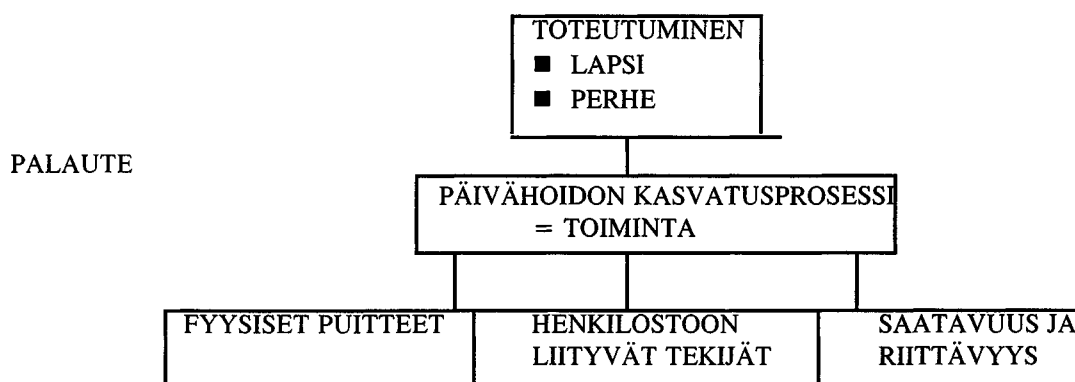 TOTEUTUMINEN
■ LAPSI
■ PERHE
PALAUTE
PÄIVÄHOIDON KASVATUSPROSESSI
= TOIMINTA
FYYSISET PUITTEET
HENKILOSTOON
LIITYVÄT TEKIJÄT
SAATAVUUS JA
RIITTÄVYYS